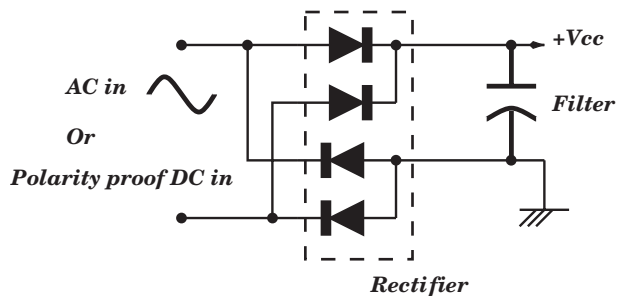 +Vcc
AC in
Filter
Or
Polarity proof DC in
Rectifier